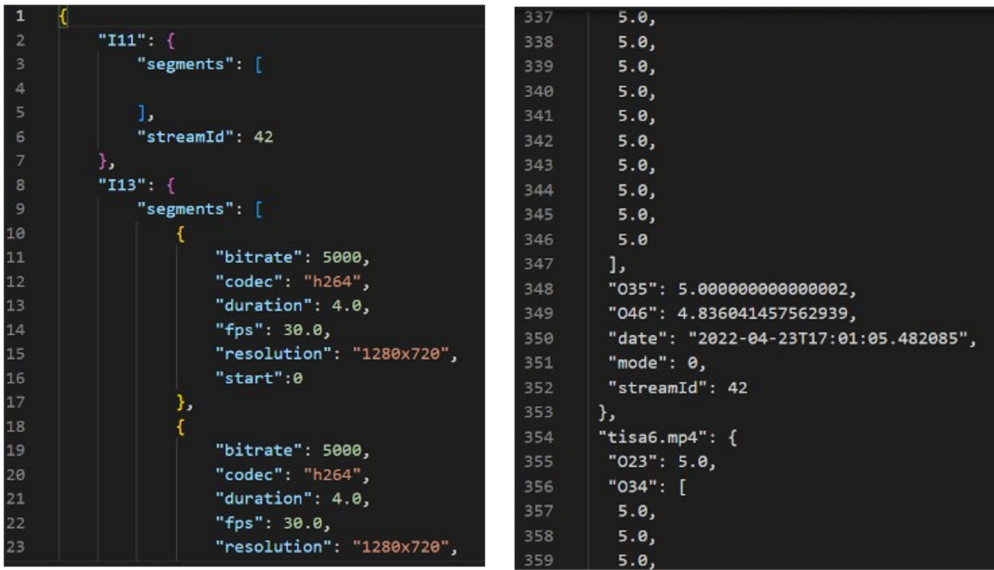 1 {
2 "I11": {
3 "segments": [
4
5 ],
6 "streamId": 42
7 },
8 "I13": {
9 "segments": [
10 {
11 "bitrate": 5000,
12 "codec": "h264",
13 "duration": 4.0,
14 "fps": 30.0,
15 "resolution": "1280x720",
16 "start":0
17 },
18 {
19 "bitrate": 5000,
20 "codec": "h264",
21 "duration": 4.0,
22 "fps": 30.0,
23 "resolution": "1280x720",
337 5.0,
338 5.0,
339 5.0,
340 5.0,
341 5.0,
342 5.0,
343 5.0,
344 5.0,
345 5.0,
346 5.0
347 ],
348 "O35": 5.000000000000002,
349 "O46": 4.836041457562939,
350 "date": "2022-04-23T17:01:05.482085",
351 "mode": 0,
352 "streamId": 42
353 },
354 "tisa6.mp4": {
355 "O23": 5.0,
356 "O34": [
357 5.0,
358 5.0,
359 5.0,